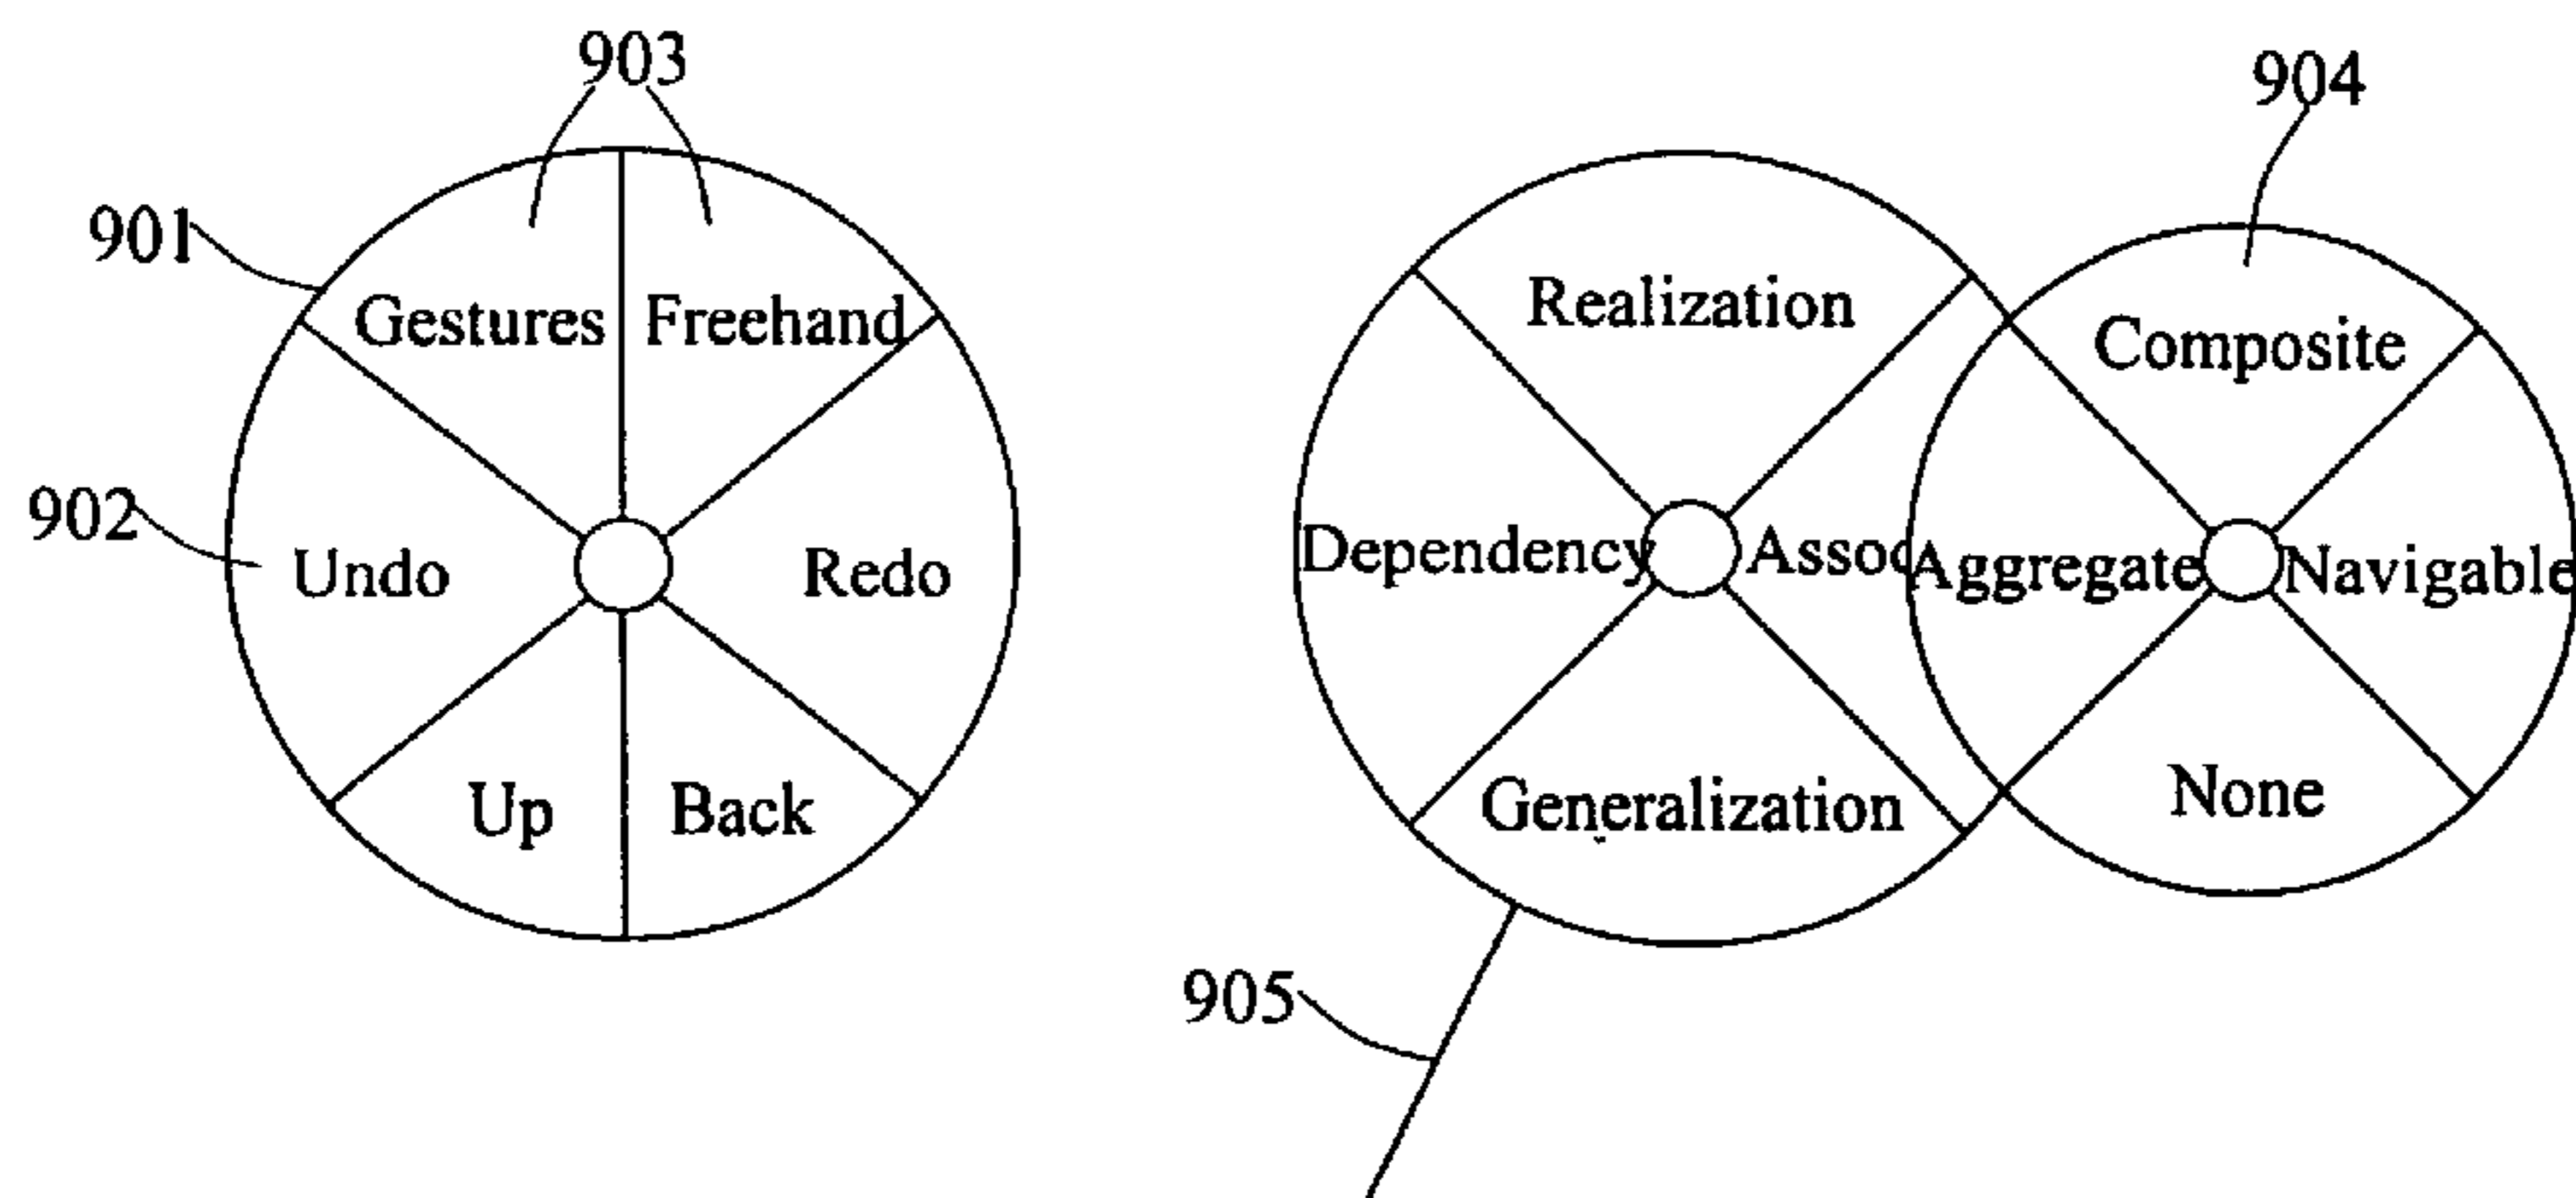 903
904
901
Gestures Freehand
Realization
Composite
902
Undo Redo
Dependency Assoc Aggregate Navigable
Up Back
Generalization
None
905